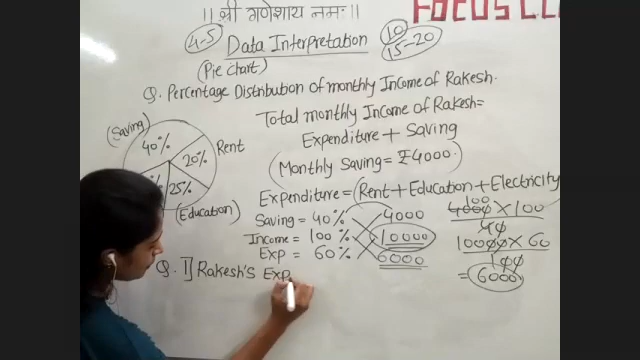 || श्री गणेशाय नमः ||
FOCUS CL
4-5
Data Interpretation
10
15-20
(Pie chart)
Q. Percentage Distribution of monthly Income of Rakesh.
Total monthly Income of Rakesh =
Expenditure + Saving
(Monthly Saving = ₹4000.)
Expenditure = (Rent + Education + Electricity
(Saving)
40%
20%
Rent
25%
(Education)
Saving = 40% 4000
Income = 100% 10000
Exp = 60% 6000
100
4000 × 100
40
10000 × 60
100
= 6000
Q. 1] Rakesh's Exp